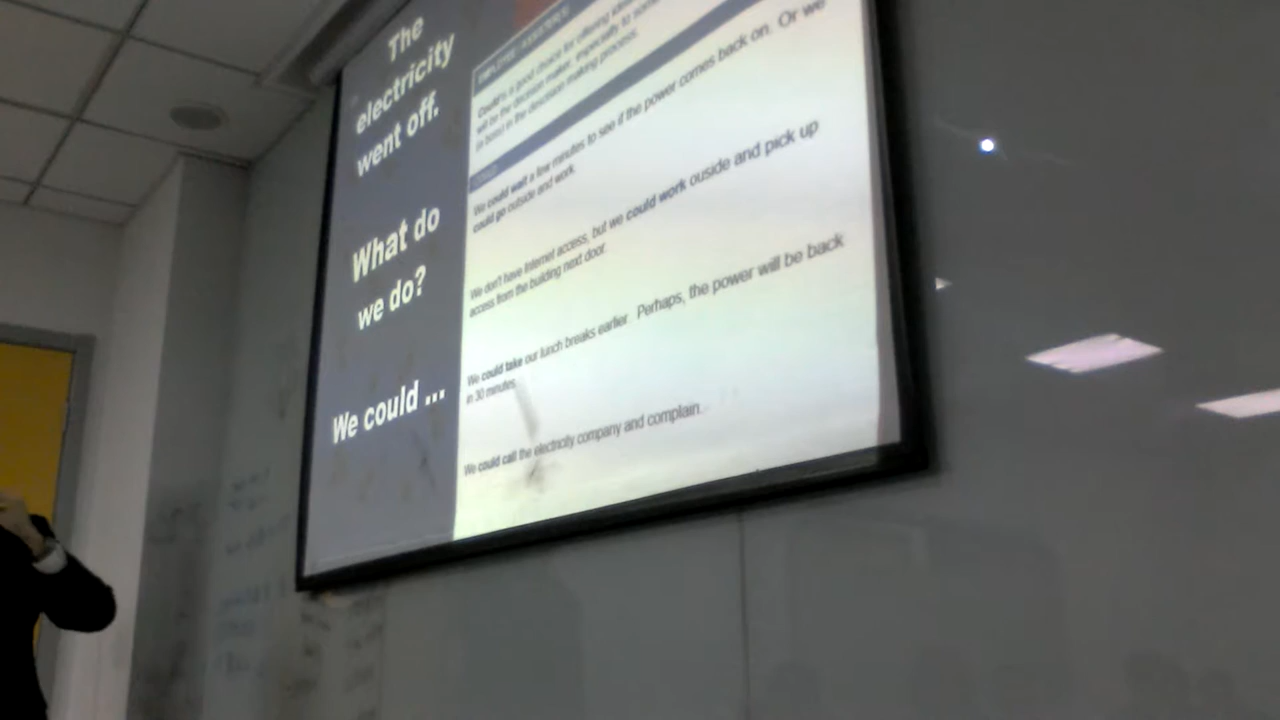 The
electricity
went off.
What do
we do?
We could ...
Could is a good choice for offering
will be the decision maker, especially to
or boss) in the descision making process.
We could wait a few minutes to see if the power comes back on. Or we
could go outside and work.
We don't have Internet access, but we could work ouside and pick up
access from the building next door.
We could take our lunch breaks earlier. Perhaps, the power will be back
in 30 minutes.
We could call the electricity company and complain.